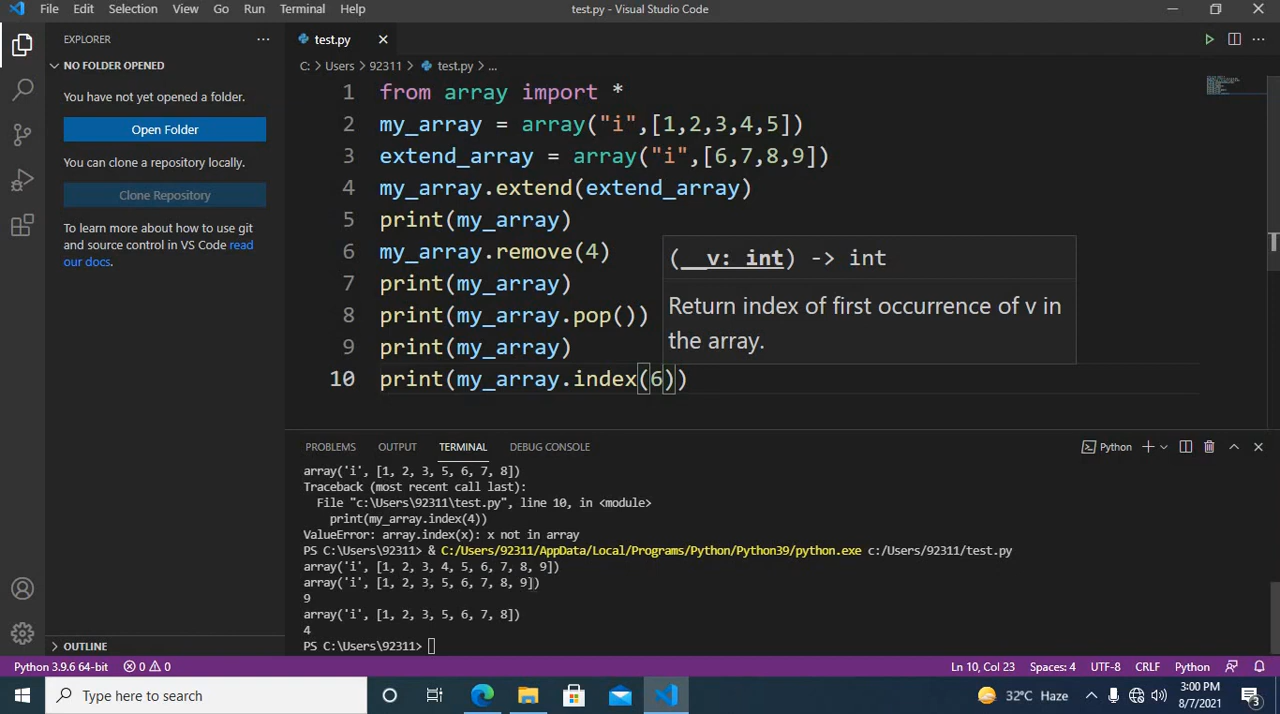 File Edit Selection View Go Run Terminal Help test.py - Visual Studio Code
EXPLORER ...
NO FOLDER OPENED
You have not yet opened a folder.
Open Folder
You can clone a repository locally.
Clone Repository
To learn more about how to use git
and source control in VS Code read
our docs.
OUTLINE
test.py
C: > Users > 92311 > test.py > ...
1 from array import *
2 my_array = array("i",[1,2,3,4,5])
3 extend_array = array("i",[6,7,8,9])
4 my_array.extend(extend_array)
5 print(my_array)
6 my_array.remove(4)
7 print(my_array)
8 print(my_array.pop())
9 print(my_array)
10 print(my_array.index(6))
(__v: int) -> int
Return index of first occurrence of v in
the array.
PROBLEMS OUTPUT TERMINAL DEBUG CONSOLE Python
array('i', [1, 2, 3, 5, 6, 7, 8])
Traceback (most recent call last):
File "c:\Users\92311\test.py", line 10, in <module>
print(my_array.index(4))
ValueError: array.index(x): x not in array
PS C:\Users\92311> & C:/Users/92311/AppData/Local/Programs/Python/Python39/python.exe c:/Users/92311/test.py
array('i', [1, 2, 3, 4, 5, 6, 7, 8, 9])
array('i', [1, 2, 3, 5, 6, 7, 8, 9])
9
array('i', [1, 2, 3, 5, 6, 7, 8])
4
PS C:\Users\92311>
Python 3.9.6 64-bit 0 0 Ln 10, Col 23 Spaces: 4 UTF-8 CRLF Python
Type here to search 32°C Haze 3:00 PM
8/7/2021 3